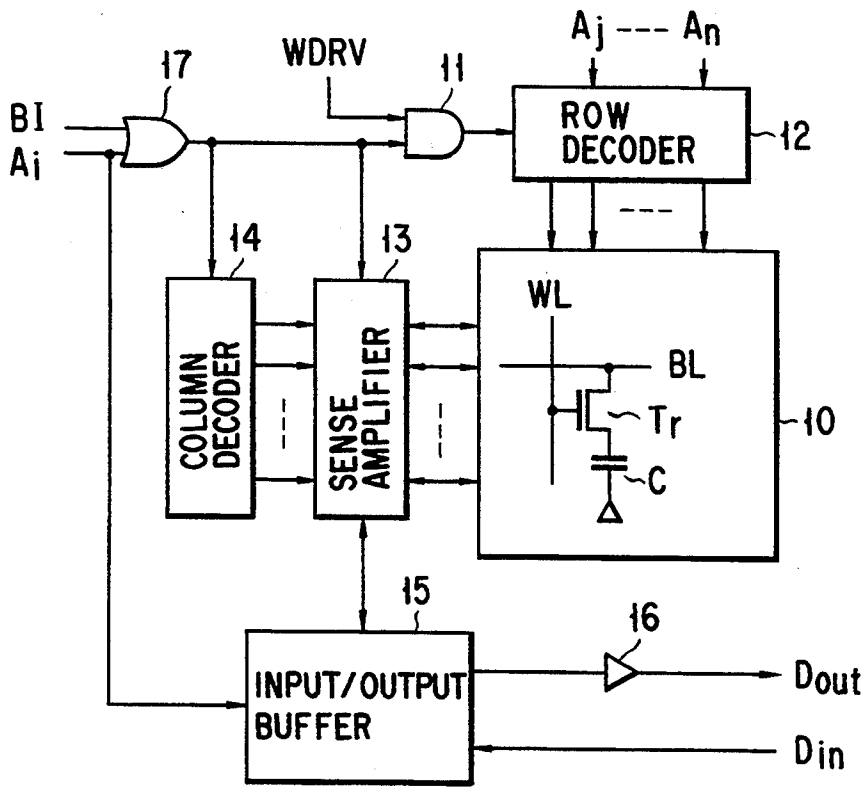 Aj ---- An
17
WDRV
11
BI
Ai
ROW
DECODER
12
14
13
WL
COLUMN
DECODER
SENSE
AMPLIFIER
BL
Tr
C
10
15
16
INPUT/OUTPUT
BUFFER
Dout
Din